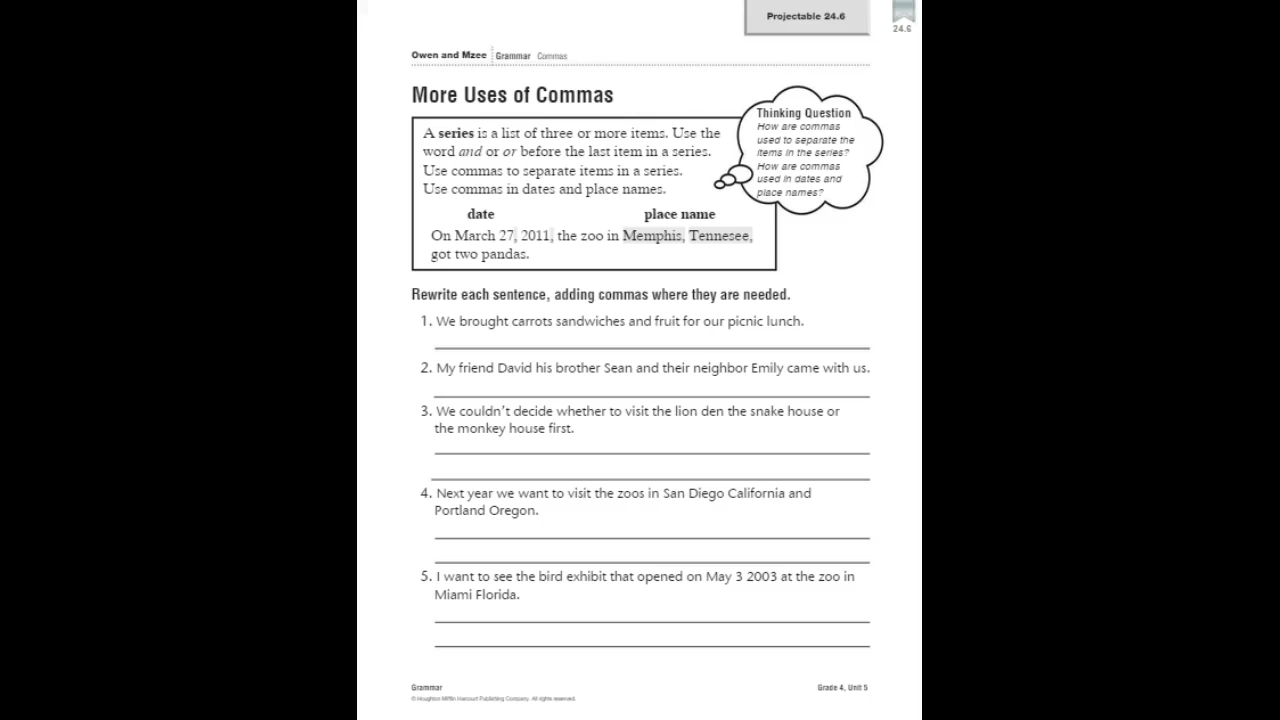 Projectable 24.6
24.6
Owen and Mzee Grammar Commas
More Uses of Commas
A series is a list of three or more items. Use the
word and or or before the last item in a series.
Use commas to separate items in a series.
Use commas in dates and place names.
date place name
On March 27, 2011, the zoo in Memphis, Tennesee,
got two pandas.
Thinking Question
How are commas
used to separate the
items in the series?
How are commas
used in dates and
place names?
Rewrite each sentence, adding commas where they are needed.
1. We brought carrots sandwiches and fruit for our picnic lunch.
2. My friend David his brother Sean and their neighbor Emily came with us.
3. We couldn't decide whether to visit the lion den the snake house or
the monkey house first.
4. Next year we want to visit the zoos in San Diego California and
Portland Oregon.
5. I want to see the bird exhibit that opened on May 3 2003 at the zoo in
Miami Florida.
Grammar
Grade 4, Unit 5
© Houghton Mifflin Harcourt Publishing Company. All rights reserved.